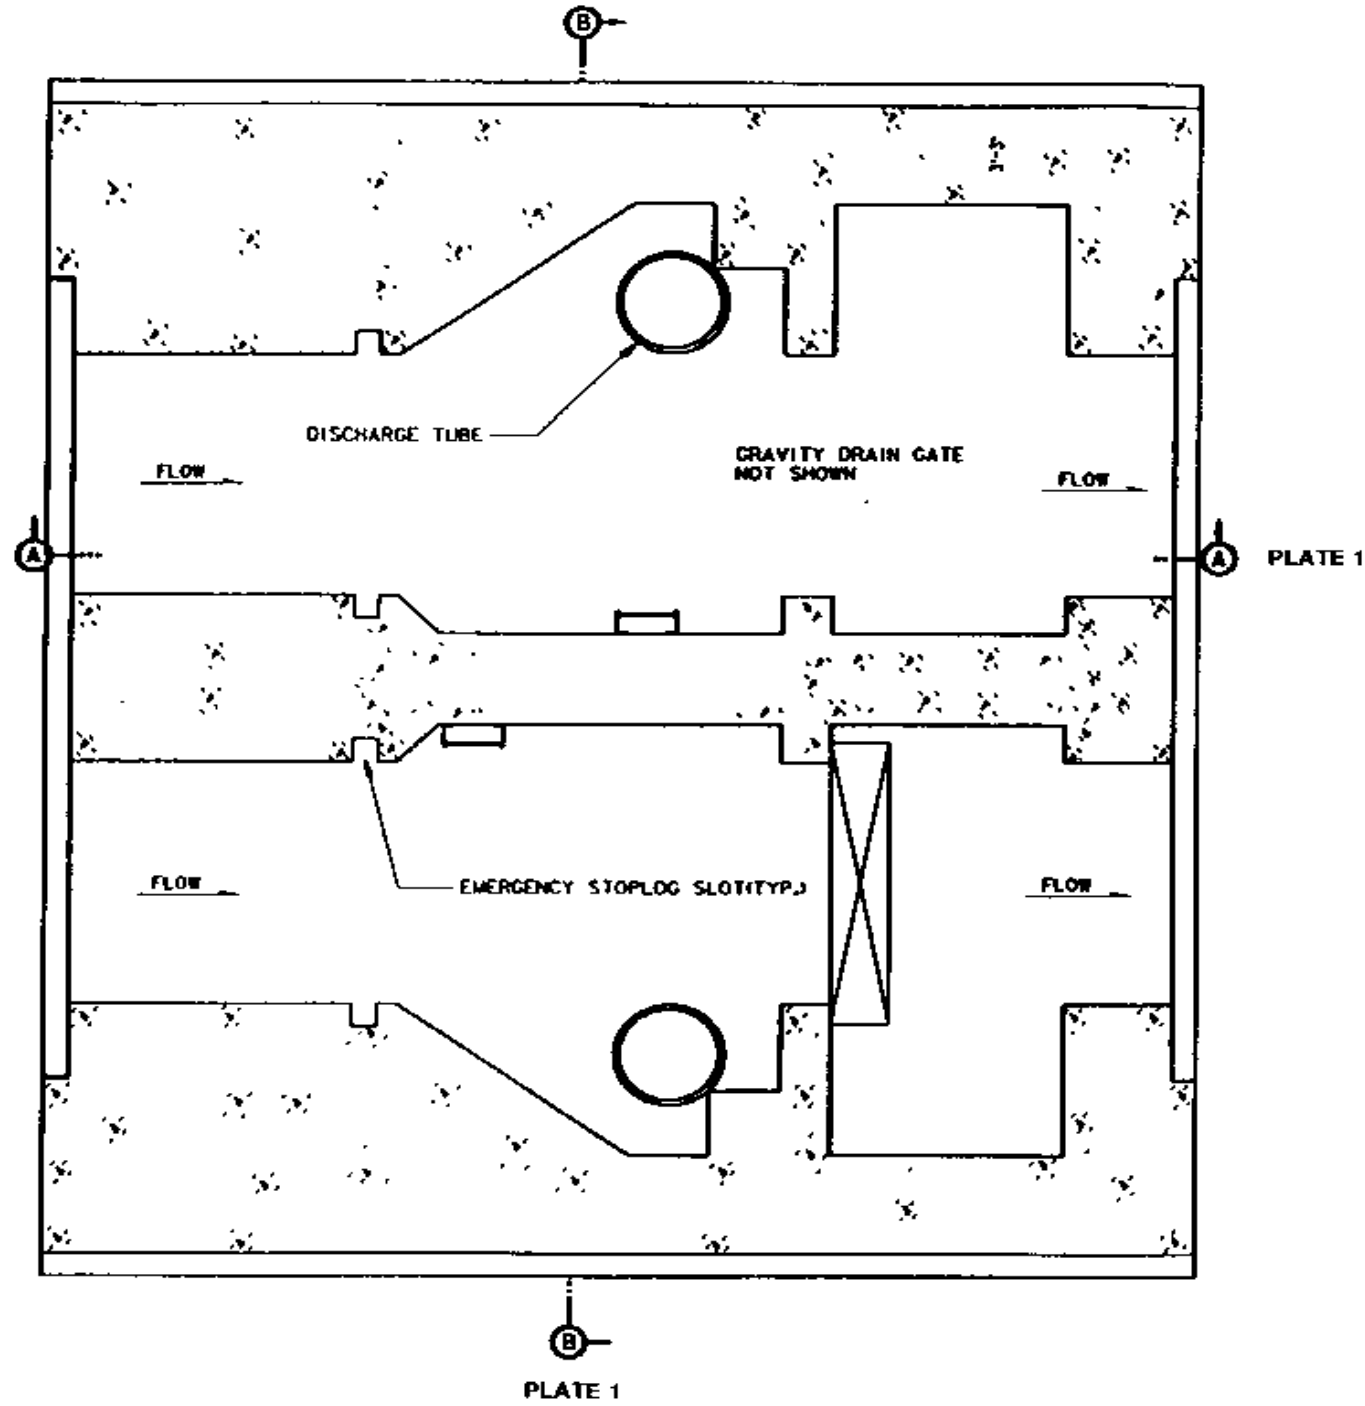 B
DISCHARGE TUBE
GRAVITY DRAIN GATE
NOT SHOWN
FLOW
FLOW
A
A
PLATE 1
FLOW
EMERGENCY STOPLOG SLOT(TYP.)
FLOW
B
PLATE 1